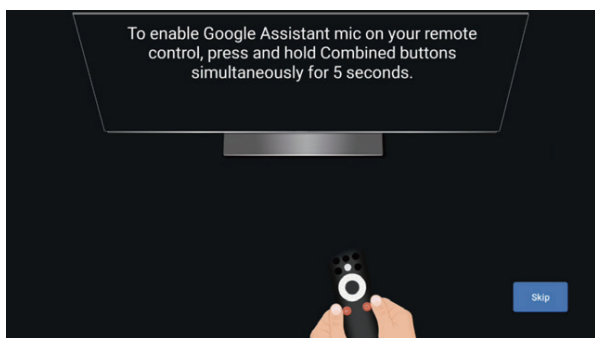 To enable Google Assistant mic on your remote
control, press and hold Combined buttons
simultaneously for 5 seconds.
Skip